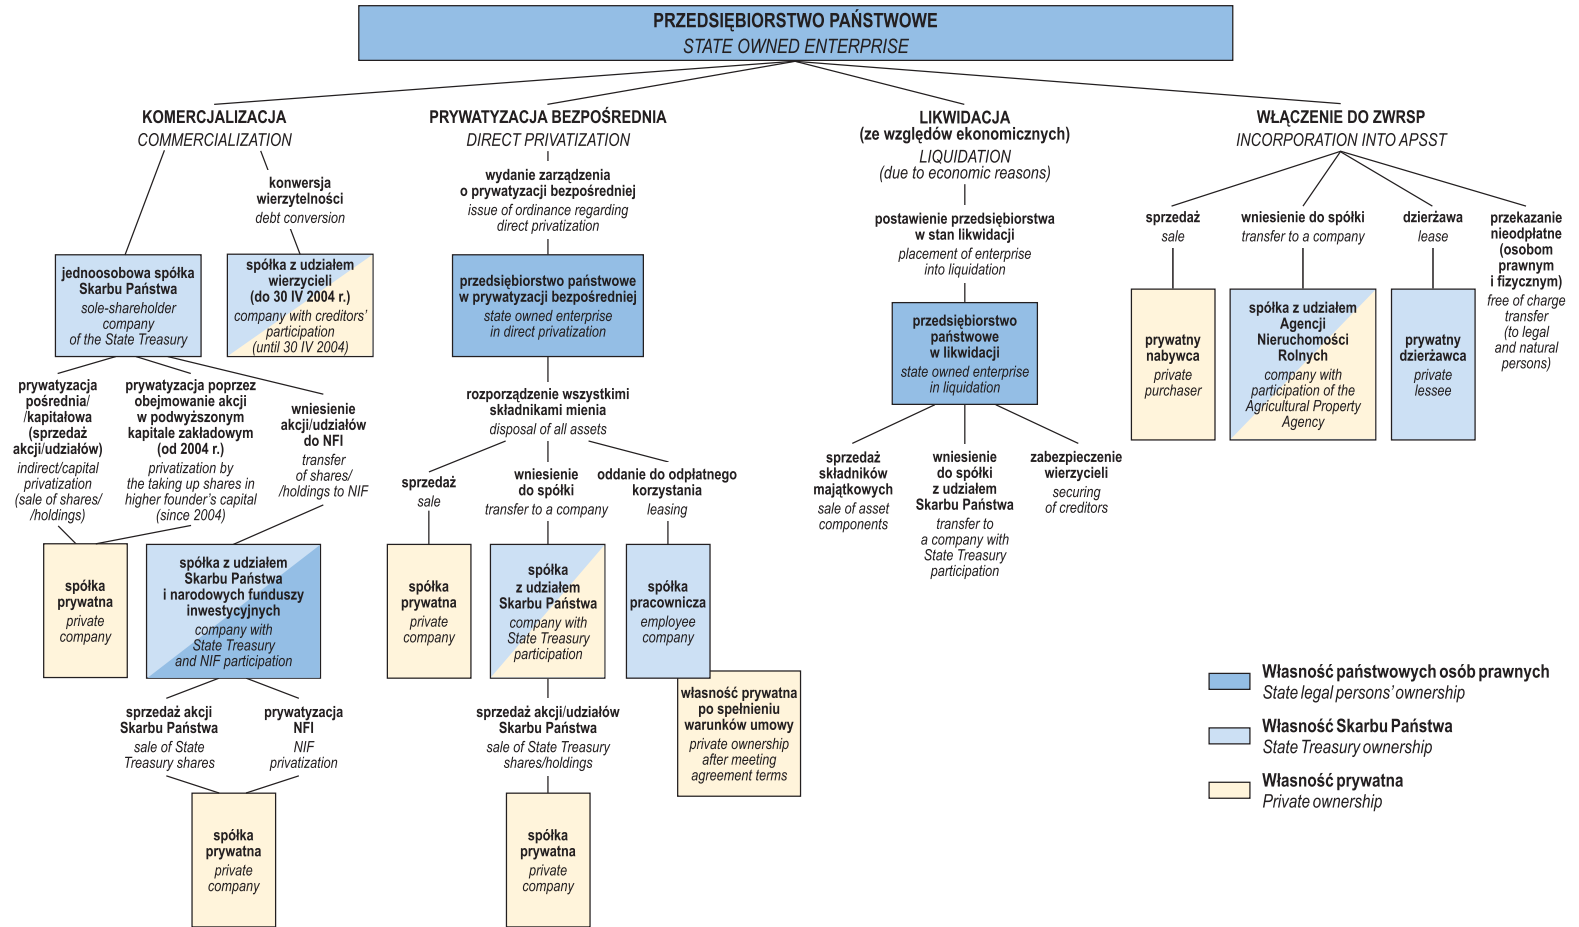 PRZEDSIĘBIORSTWO PAŃSTWOWE
STATE OWNED ENTERPRISE
KOMERCJALIZACJA
COMMERCIALIZATION
konwersja
wierzytelności
debt conversion
jednoosobowa spółka
Skarbu Państwa
sole-shareholder
company
of the State Treasury
spółka z udziałem
wierzycieli
(do 30 IV 2004 r.)
company with creditors’
participation
(until 30 IV 2004)
prywatyzacja
pośrednia/
/kapitałowa
(sprzedaż
akcji/udziałów)
indirect/capital
privatization
(sale of shares/
/holdings)
prywatyzacja poprzez
obejmowanie akcji
w podwyższonym
kapitale zakładowym
(od 2004 r.)
privatization by
the taking up shares in
higher founder’s capital
(since 2004)
wniesienie
akcji/udziałów
do NFI
transfer
of shares/
/holdings to NIF
spółka
prywatna
private
company
spółka z udziałem
Skarbu Państwa
i narodowych funduszy
inwestycyjnych
company with
State Treasury
and NIF participation
sprzedaż akcji
Skarbu Państwa
sale of State
Treasury shares
prywatyzacja
NFI
NIF
privatization
spółka
prywatna
private
company
PRYWATYZACJA BEZPOŚREDNIA
DIRECT PRIVATIZATION
wydanie zarządzenia
o prywatyzacji bezpośredniej
issue of ordinance regarding
direct privatization
przedsiębiorstwo państwowe
w prywatyzacji bezpośredniej
state owned enterprise
in direct privatization
rozporządzenie wszystkimi
składnikami mienia
disposal of all assets
sprzedaż
sale
wniesienie
do spółki
transfer to a company
oddanie do odpłatnego
korzystania
leasing
spółka
prywatna
private
company
spółka
z udziałem
Skarbu Państwa
company with
State Treasury
participation
spółka
pracownicza
employee
company
własność prywatna
po spełnieniu
warunków umowy
private ownership
after meeting
agreement terms
sprzedaż akcji/udziałów
Skarbu Państwa
sale of State Treasury
shares/holdings
spółka
prywatna
private
company
LIKWIDACJA
(ze względów ekonomicznych)
LIQUIDATION
(due to economic reasons)
postawienie przedsiębiorstwa
w stan likwidacji
placement of enterprise
into liquidation
przedsiębiorstwo
państwowe
w likwidacji
state owned enterprise
in liquidation
sprzedaż
składników
majątkowych
sale of asset
components
wniesienie
do spółki
z udziałem
Skarbu Państwa
transfer to
a company with
State Treasury
participation
zabezpieczenie
wierzycieli
securing
of creditors
WŁĄCZENIE DO ZWRSP
INCORPORATION INTO APSST
sprzedaż
sale
wniesienie do spółki
transfer to a company
dzierżawa
lease
przekazanie
nieodpłatne
(osobom
prawnym
i fizycznym)
free of charge
transfer
(to legal
and natural
persons)
prywatny
nabywca
private
purchaser
spółka z udziałem
Agencji
Nieruchomości
Rolnych
company with
participation of the
Agricultural Property
Agency
prywatny
dzierżawca
private
lessee
Własność państwowych osób prawnych
State legal persons’ ownership
Własność Skarbu Państwa
State Treasury ownership
Własność prywatna
Private ownership